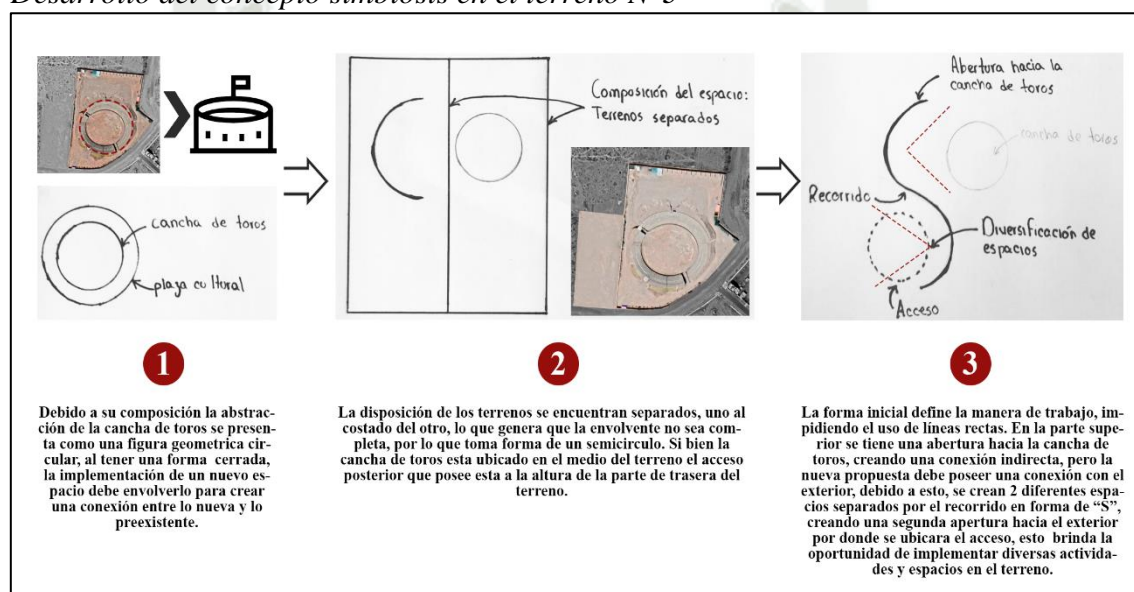 Desarrollo del concepto simbiosis en el terreno N°3
cancha de toros
plaza cultural
Composición del espacio:
Terrenos separados
Abertura hacia la
cancha de toros
cancha de toros
Recorrido
Diversificación de
espacios
Acceso
1
Debido a su composición la abstrac-
ción de la cancha de toros se presen-
ta como una figura geometrica cir-
cular, al tener una forma cerrada,
la implementación de un nuevo es-
pacio debe envolverlo para crear
una conexión entre lo nueva y lo
preexistente.
2
La disposición de los terrenos se encuentran separados, uno al
costado del otro, lo que genera que la envolvente no sea com-
pleta, por lo que toma forma de un semicirculo. Si bien la
cancha de toros esta ubicado en el medio del terreno el acceso
posterior que posee esta a la altura de la parte de trasera del
terreno.
3
La forma inicial define la manera de trabajo, im-
pidiendo el uso de líneas rectas. En la parte supe-
rior se tiene una abertura hacia la cancha de
toros, creando una conexión indirecta, pero la
nueva propuesta debe poseer una conexión con el
exterior, debido a esto, se crean 2 diferentes espa-
cios separados por el recorrido en forma de “S”,
creando una segunda apertura hacia el exterior
por donde se ubicara el acceso, esto brinda la
oportunidad de implementar diversas activida-
des y espacios en el terreno.